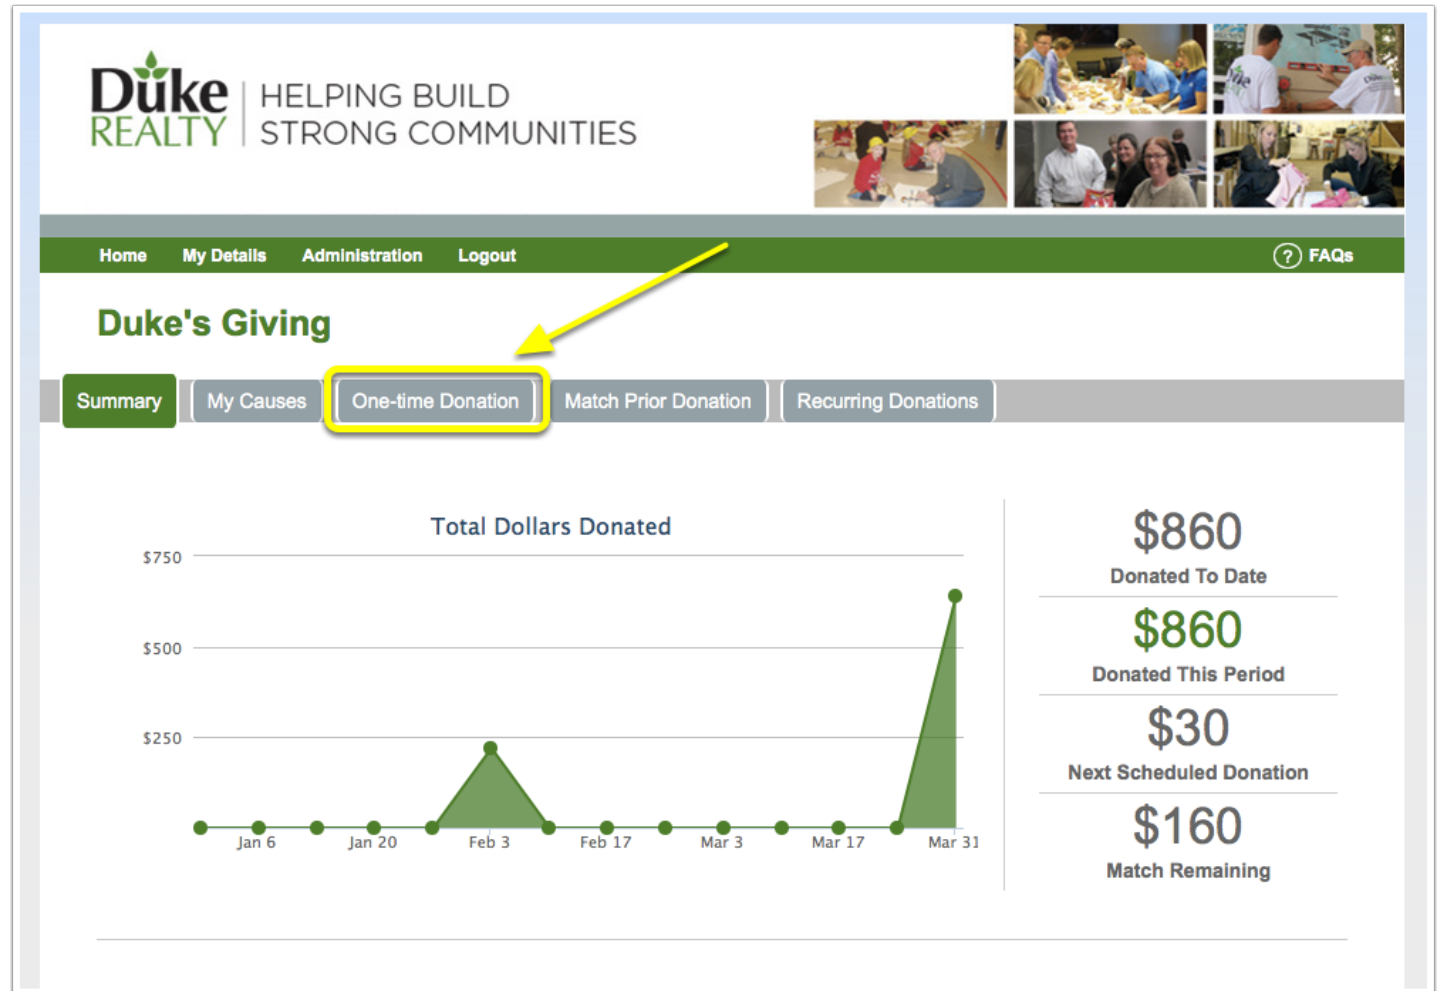 Duke
REALTY
HELPING BUILD
STRONG COMMUNITIES
Home My Details Administration Logout ? FAQs
Duke's Giving
Summary My Causes One-time Donation Match Prior Donation Recurring Donations
Total Dollars Donated
$750
$500
$250
Jan 6 Jan 20 Feb 3 Feb 17 Mar 3 Mar 17 Mar 31
$860
Donated To Date
$860
Donated This Period
$30
Next Scheduled Donation
$160
Match Remaining